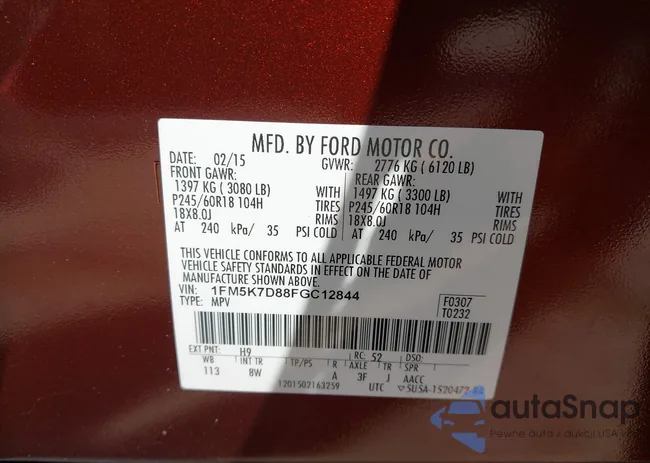 MFD. BY FORD MOTOR CO.
DATE: 02/15 GVWR: 2776 KG ( 6120 LB)
FRONT GAWR: REAR GAWR:
1397 KG ( 3080 LB) WITH 1497 KG ( 3300 LB) WITH
P245/60R18 104H TIRES P245/60R18 104H TIRES
18X8.0J RIMS 18X8.0J RIMS
AT 240 kPa/ 35 PSI COLD AT 240 kPa/ 35 PSI COLD
THIS VEHICLE CONFORMS TO ALL APPLICABLE FEDERAL MOTOR
VEHICLE SAFETY STANDARDS IN EFFECT ON THE DATE OF
MANUFACTURE SHOWN ABOVE.
VIN: 1FM5K7D88FGC12844
TYPE: MPV
F0307
T0232
EXT PNT: H9 RC: 52 DSO:
WB INT TR TP/PS R AXLE TR SPR
113 8W A 3F J AACC
1201502163259 UTC
autaSnap
Pewne auta z aukcji USA